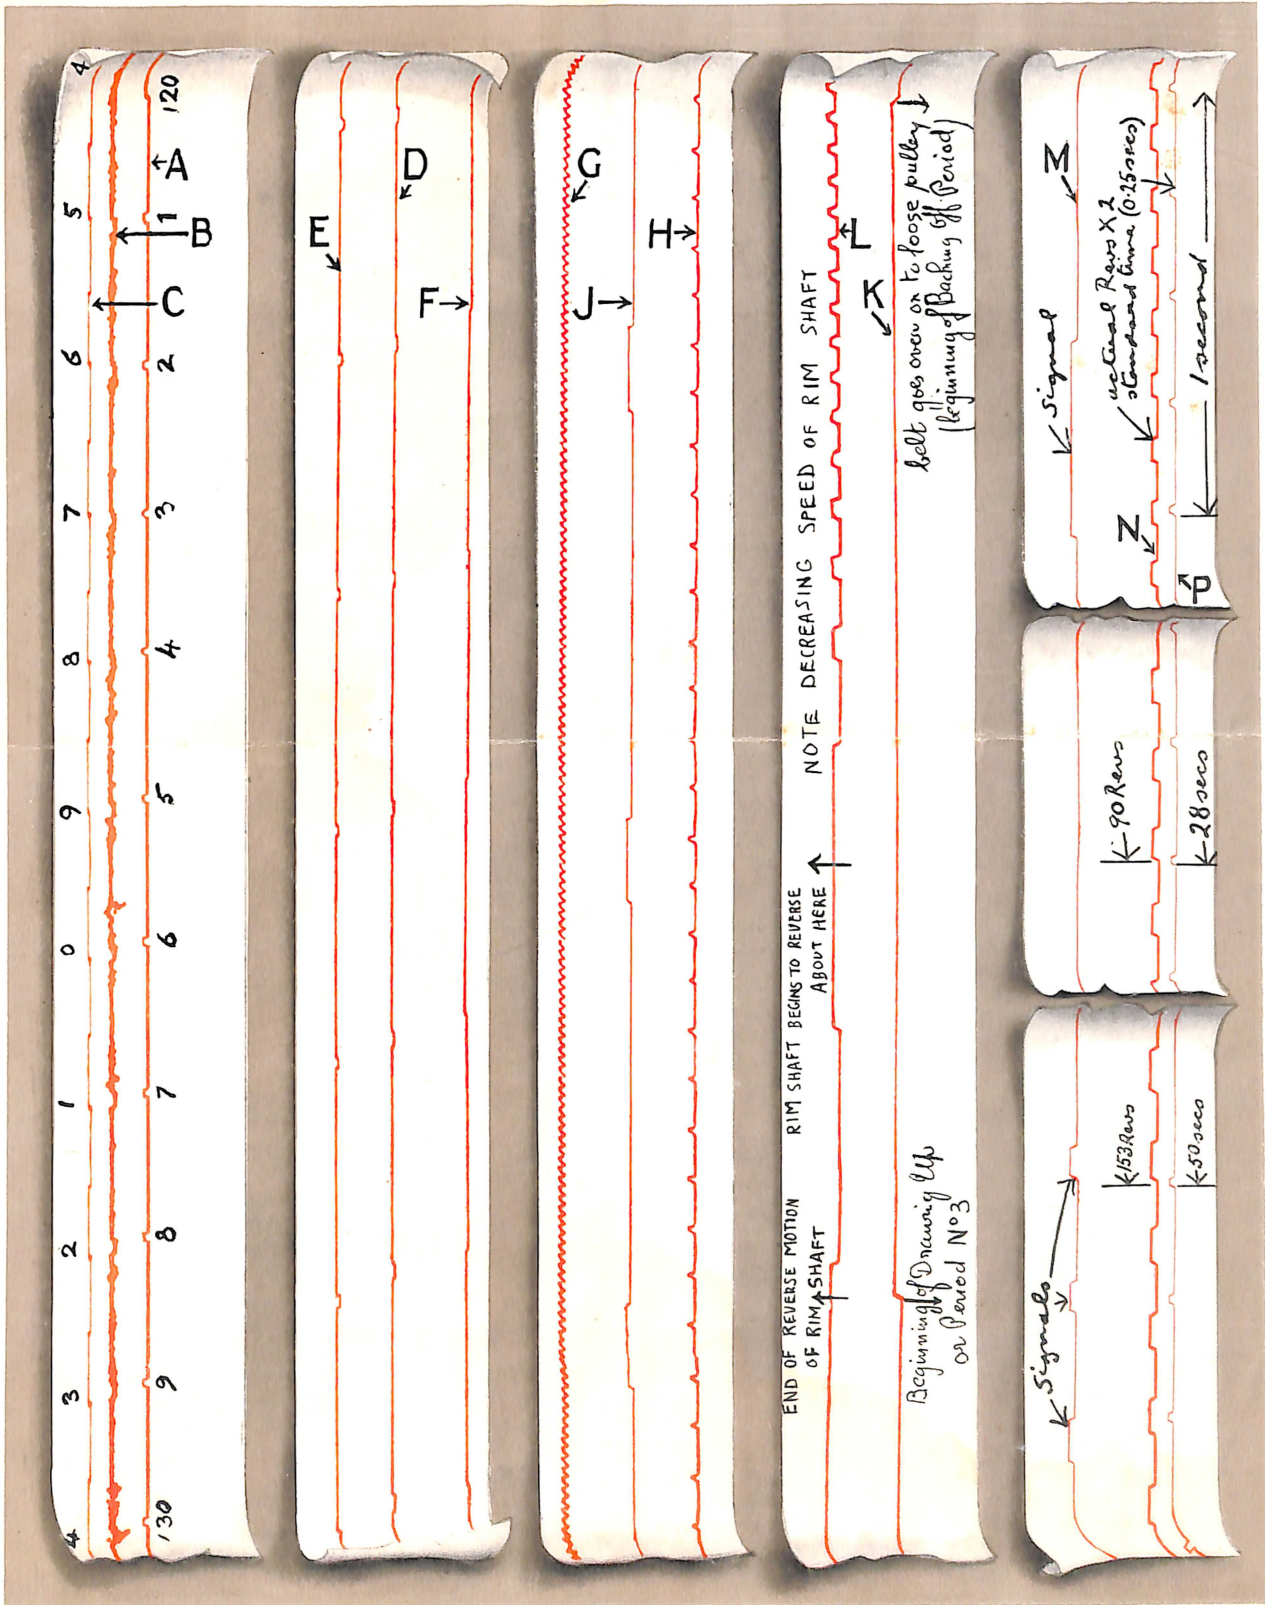 4
5
6
7
8
9
0
1
2
3
4
120
1
2
3
4
5
6
7
8
9
130
A
B
C
D
E
F
G
H
J
NOTE DECREASING SPEED OF RIM SHAFT
RIM SHAFT BEGINS TO REVERSE
ABOUT HERE
END OF REVERSE MOTION
OF RIM SHAFT
L
K
belt goes over on to loose pulley
(beginning of Backing off Period)
Beginning of Drawing Up
or Period Nº 3
M
Signal
actual Revs X 2
standard time (0.25 secs)
1 second
N
P
90 Revs
28 secs
Signals
153 Revs
50 secs